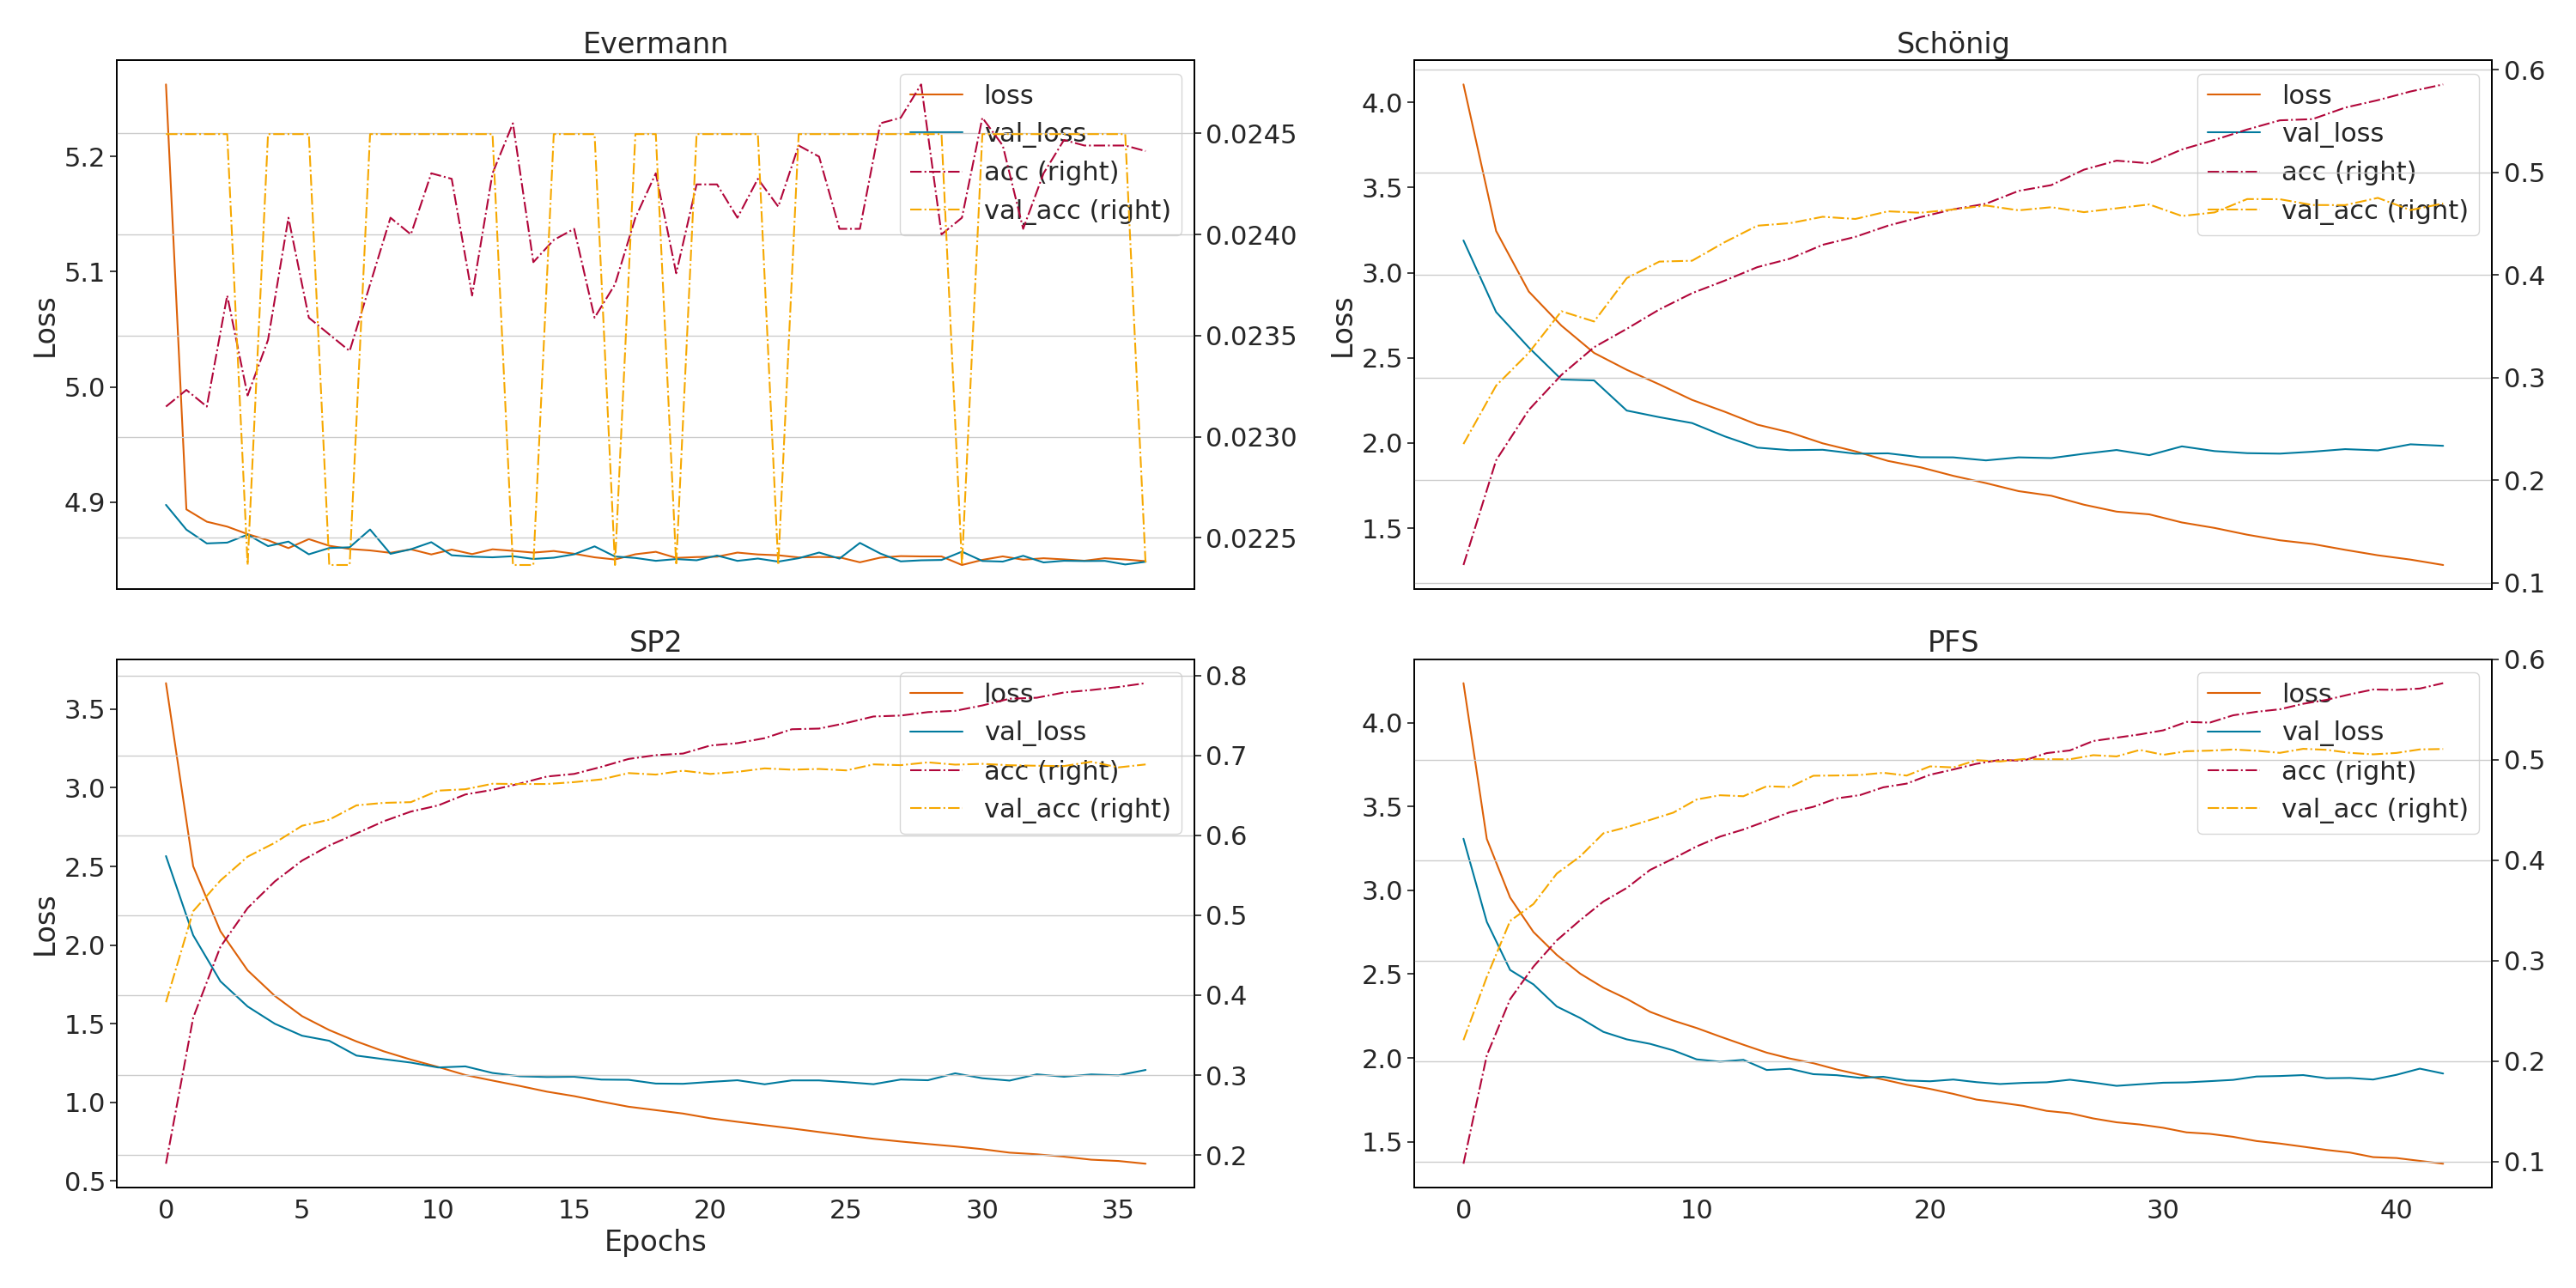 Evermann
loss
val_loss
acc (right)
val_acc (right)
5.2
5.1
5.0
4.9
Loss
0.0245
0.0240
0.0235
0.0230
0.0225
Schönig
loss
val_loss
acc (right)
val_acc (right)
4.0
3.5
3.0
2.5
2.0
1.5
Loss
0.6
0.5
0.4
0.3
0.2
0.1
SP2
loss
val_loss
acc (right)
val_acc (right)
3.5
3.0
2.5
2.0
1.5
1.0
0.5
Loss
0.8
0.7
0.6
0.5
0.4
0.3
0.2
0 5 10 15 20 25 30 35
Epochs
PFS
loss
val_loss
acc (right)
val_acc (right)
4.0
3.5
3.0
2.5
2.0
1.5
0.6
0.5
0.4
0.3
0.2
0.1
0 10 20 30 40